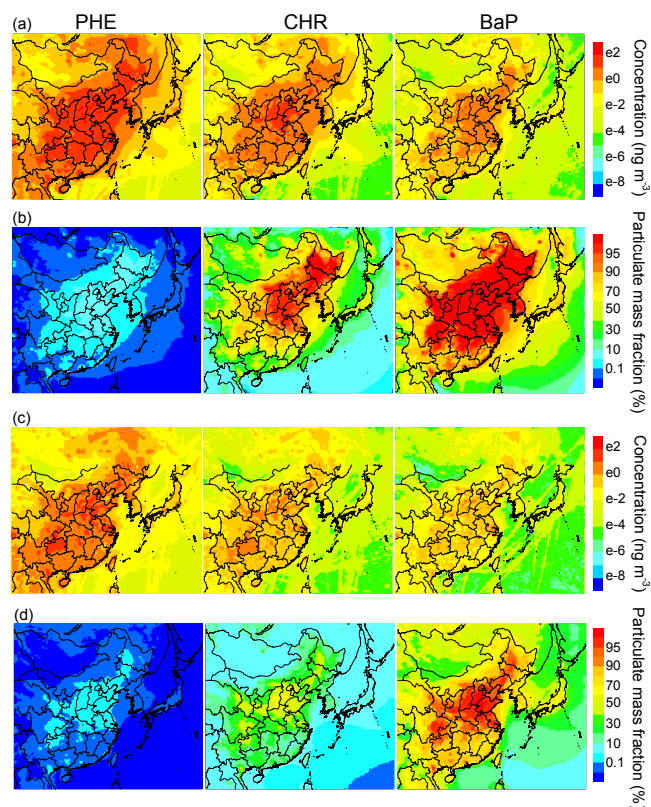 PHE CHR BaP
(a)
e2
e0
e-2
e-4
e-6
e-8
Concentration (ng m⁻³)
(b)
95
90
70
50
30
10
0.1
Particulate mass fraction (%)
(c)
e2
e0
e-2
e-4
e-6
e-8
Concentration (ng m⁻³)
(d)
95
90
70
50
30
10
0.1
Particulate mass fraction (%)